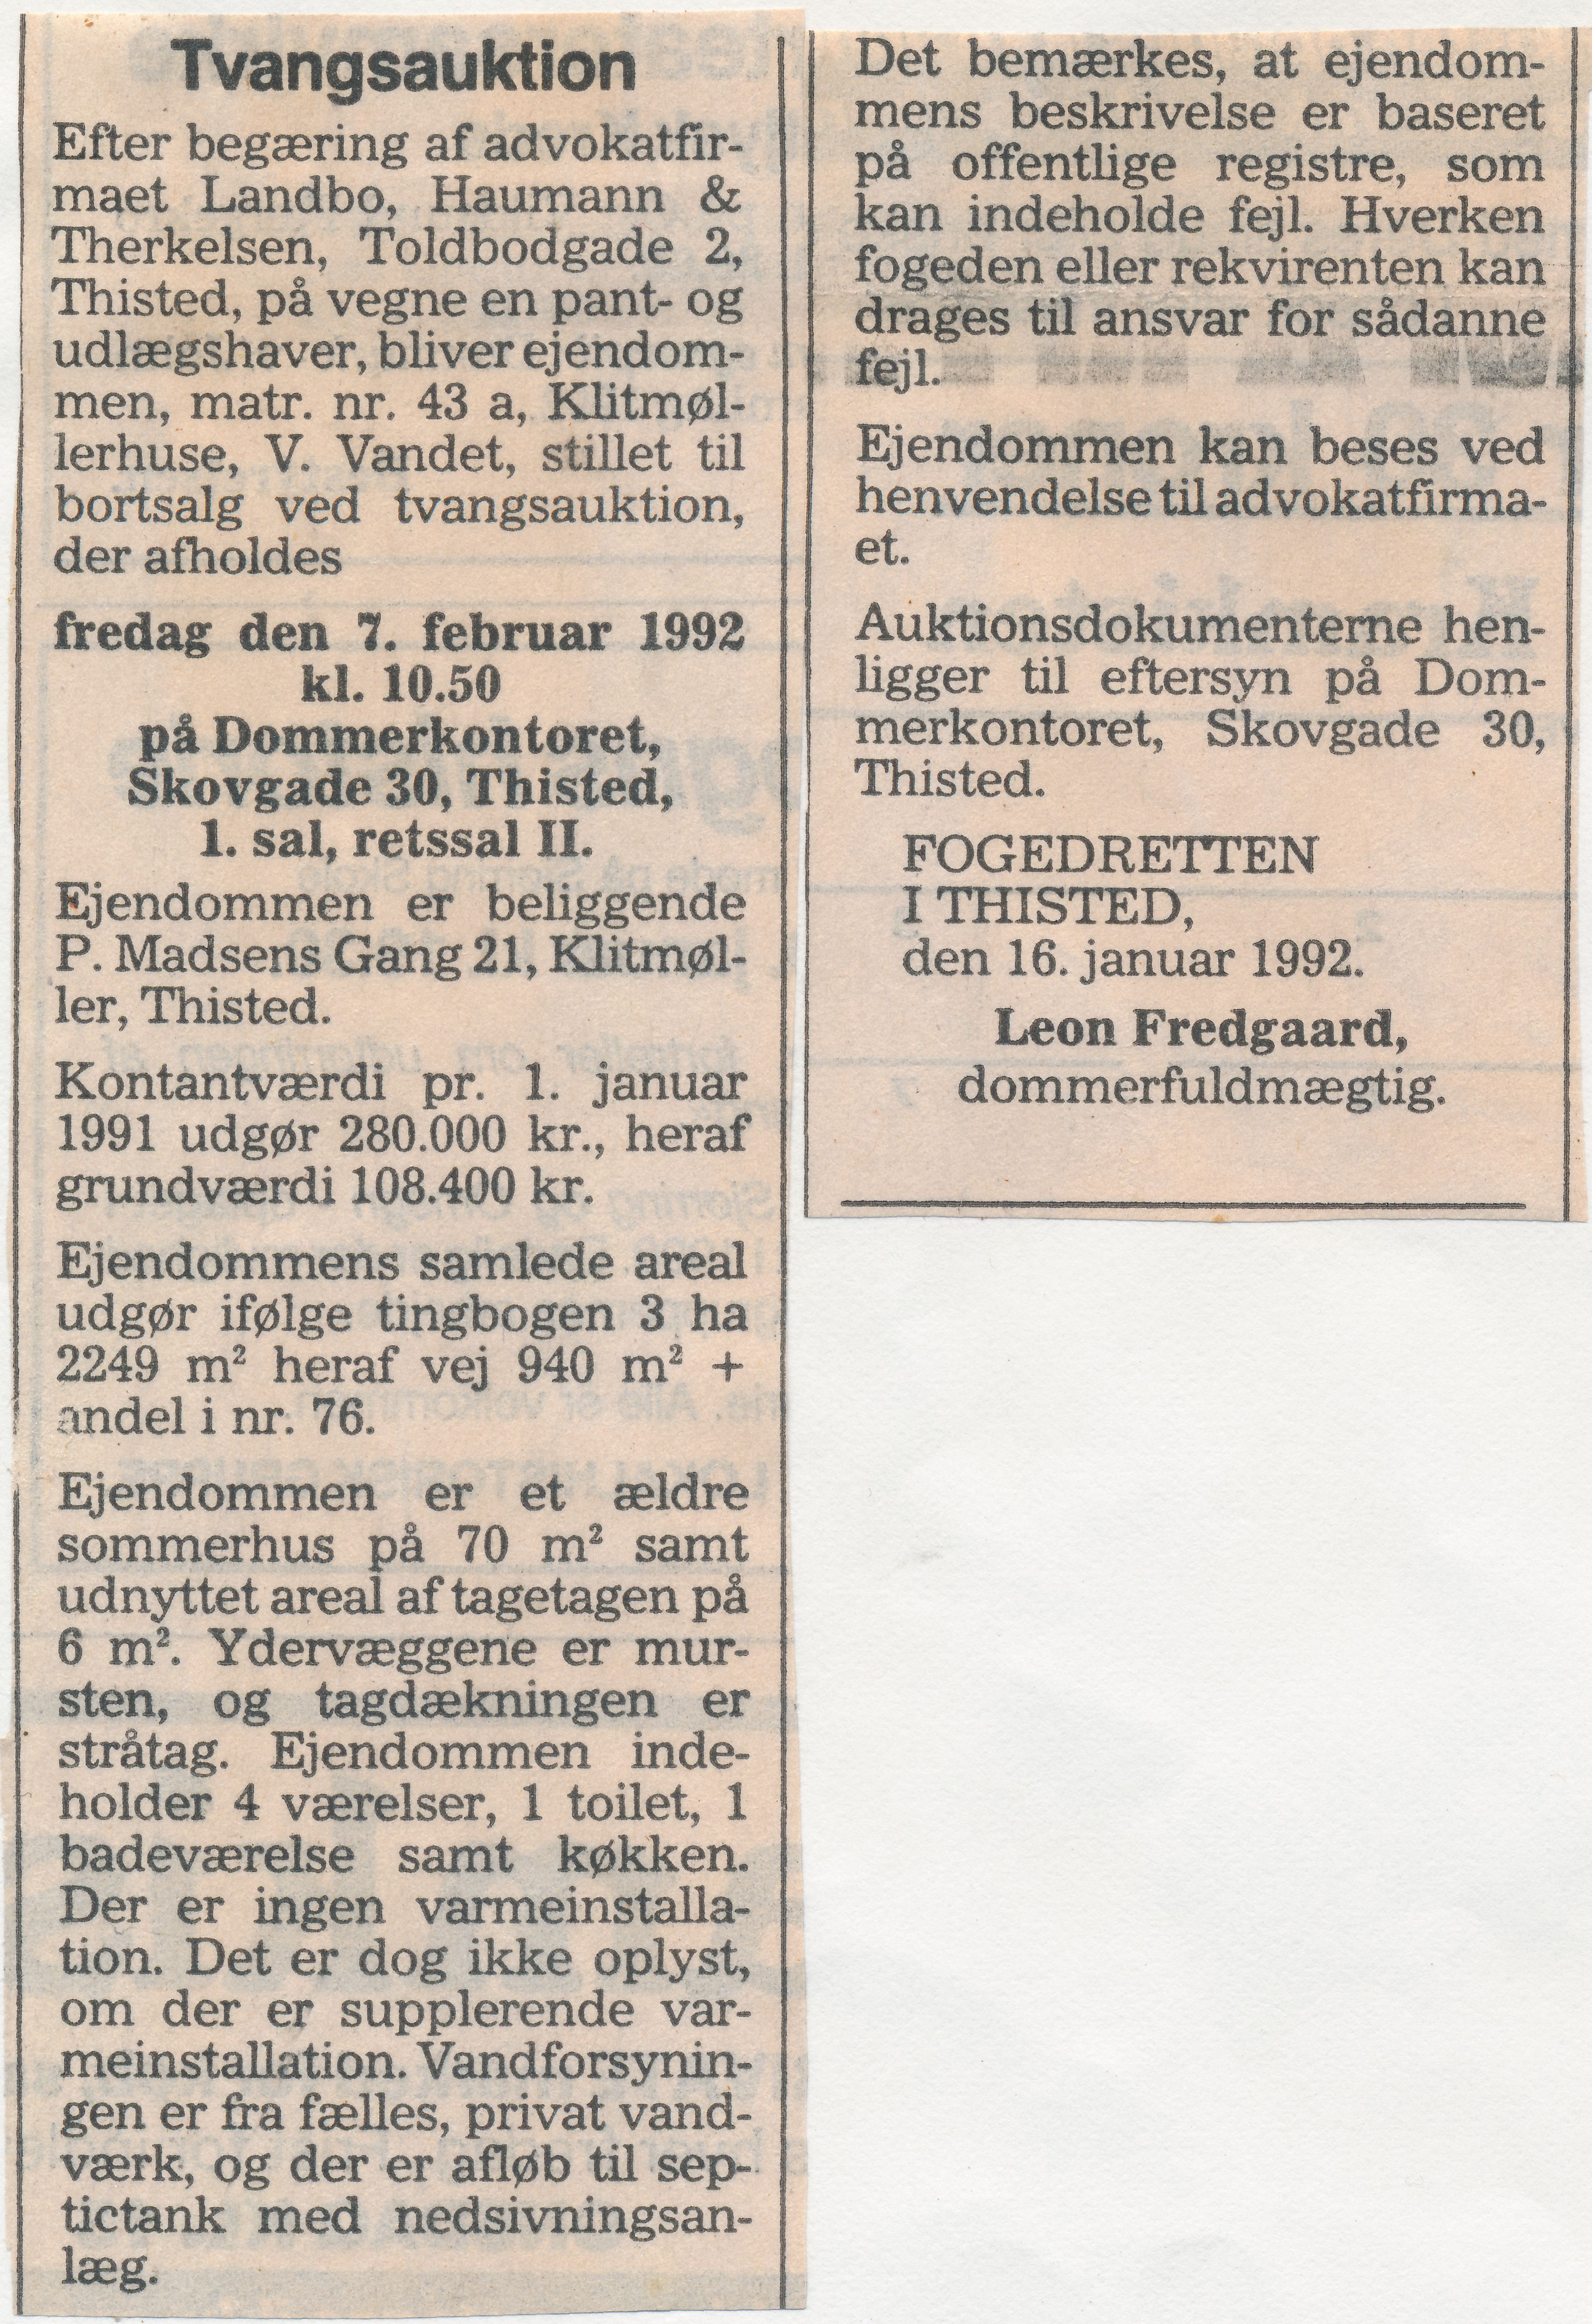 Tvangsauktion
Efter begæring af advokatfir-
maet Landbo, Haumann &
Therkelsen, Toldbodgade 2,
Thisted, på vegne en pant- og
udlægshaver, bliver ejendom-
men, matr. nr. 43 a, Klitmøl-
lerhuse, V. Vandet, stillet til
bortsalg ved tvangsauktion,
der afholdes
fredag den 7. februar 1992
kl. 10.50
på Dommerkontoret,
Skovgade 30, Thisted,
1. sal, retssal II.
Ejendommen er beliggende
P. Madsens Gang 21, Klitmøl-
ler, Thisted.
Kontantværdi pr. 1. januar
1991 udgør 280.000 kr., heraf
grundværdi 108.400 kr.
Ejendommens samlede areal
udgør ifølge tingbogen 3 ha
2249 m² heraf vej 940 m² +
andel i nr. 76.
Ejendommen er et ældre
sommerhus på 70 m² samt
udnyttet areal af tagetagen på
6 m². Ydervæggene er mur-
sten, og tagdækningen er
stråtag. Ejendommen inde-
holder 4 værelser, 1 toilet, 1
badeværelse samt køkken.
Der er ingen varmeinstalla-
tion. Det er dog ikke oplyst,
om der er supplerende var-
meinstallation. Vandforsynin-
gen er fra fælles, privat vand-
værk, og der er afløb til sep-
tictank med nedsivningsan-
læg.
Det bemærkes, at ejendom-
mens beskrivelse er baseret
på offentlige registre, som
kan indeholde fejl. Hverken
fogeden eller rekvirenten kan
drages til ansvar for sådanne
fejl.
Ejendommen kan beses ved
henvendelse til advokatfirma-
et.
Auktionsdokumenterne hen-
ligger til eftersyn på Dom-
merkontoret, Skovgade 30,
Thisted.
FOGEDRETTEN
I THISTED,
den 16. januar 1992.
Leon Fredgaard,
dommerfuldmægtig.